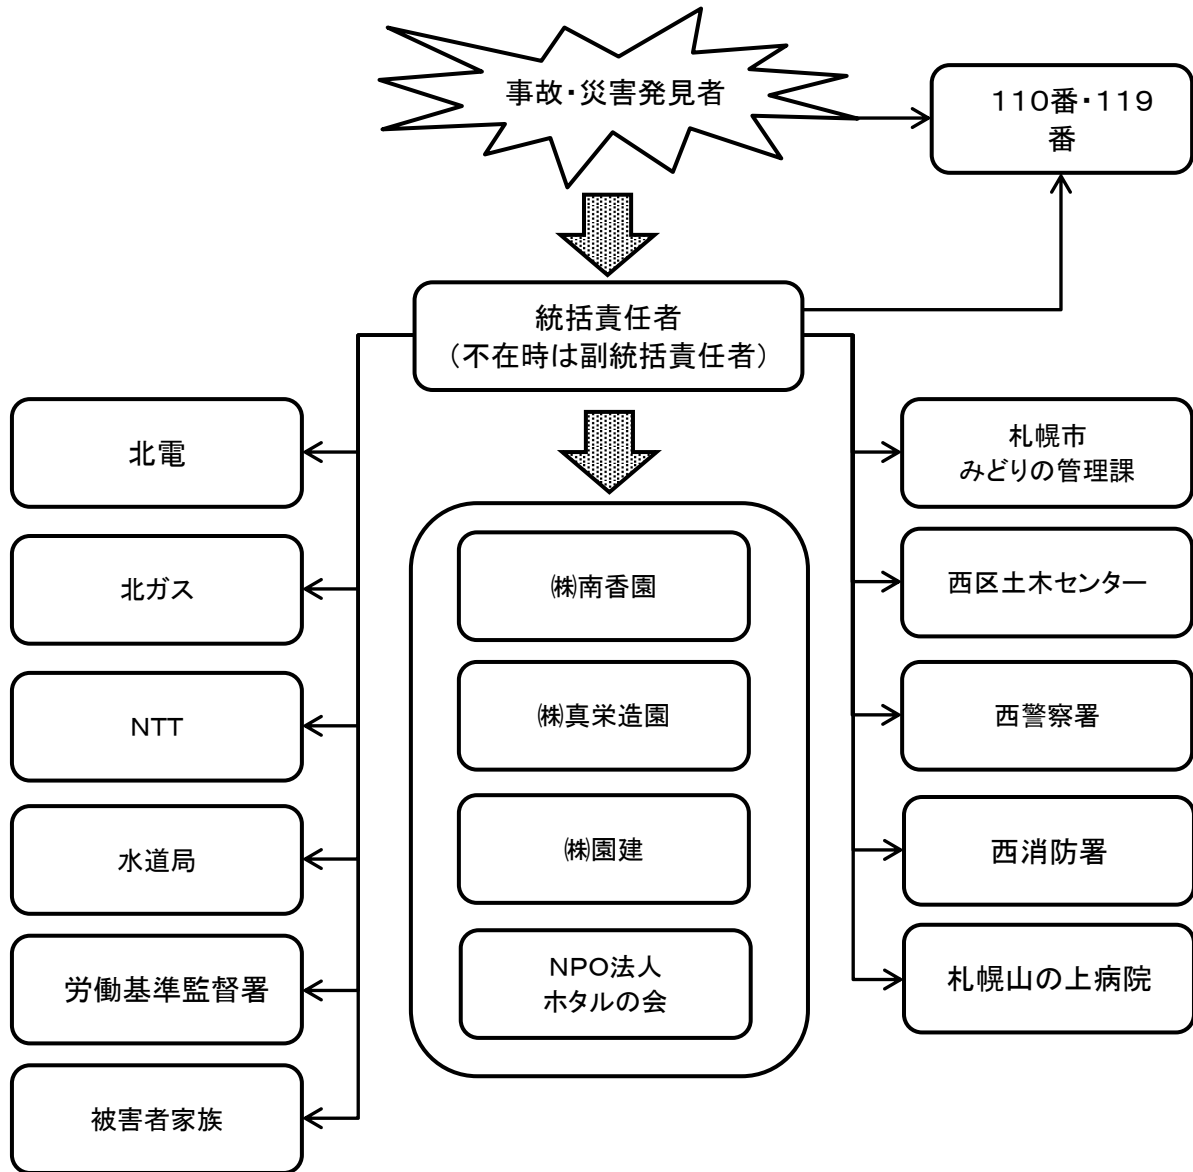 事故・災害発見者
110番・119
番
統括責任者
（不在時は副統括責任者）
北電
北ガス
NTT
水道局
労働基準監督署
被害者家族
㈱南香園
㈱真栄造園
㈱園建
NPO法人
ホタルの会
札幌市
みどりの管理課
西区土木センター
西警察署
西消防署
札幌山の上病院